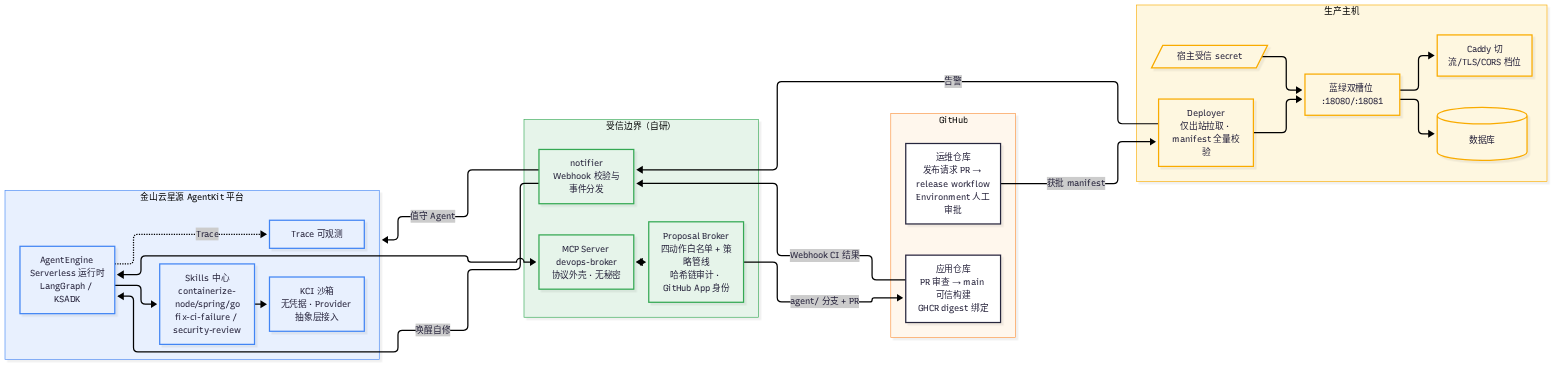 生产主机
宿主受信 secret
Deployer
仅出站拉取 ·
manifest 全量校
验
蓝绿双槽位
:18080/:18081
Caddy 切
流/TLS/CORS 档位
数据库
告警
获批 manifest
GitHub
运维仓库
发布请求 PR →
release workflow
Environment 人工
审批
应用仓库
PR 审查 → main
可信构建
GHCR digest 绑定
Webhook CI 结果
agent/ 分支 + PR
受信边界（自研）
notifier
Webhook 校验与
事件分发
MCP Server
devops-broker
协议外壳 · 无秘密
Proposal Broker
四动作白名单 + 策
略管线
哈希链审计 ·
GitHub App 身份
值守 Agent
唤醒自修
金山云星源 AgentKit 平台
AgentEngine
Serverless 运行时
LangGraph /
KSADK
Trace
Trace 可观测
Skills 中心
containerize-
node/spring/go
fix-ci-failure /
security-review
KCI 沙箱
无凭据 · Provider
抽象层接入